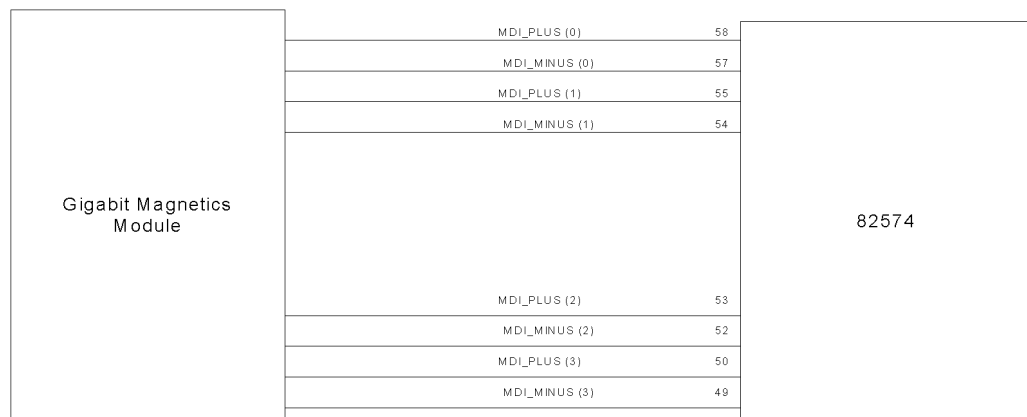 MDI_PLUS (0) 58
MDI_MINUS (0) 57
MDI_PLUS (1) 55
MDI_MINUS (1) 54
Gigabit Magnetics
Module
82574
MDI_PLUS (2) 53
MDI_MINUS (2) 52
MDI_PLUS (3) 50
MDI_MINUS (3) 49